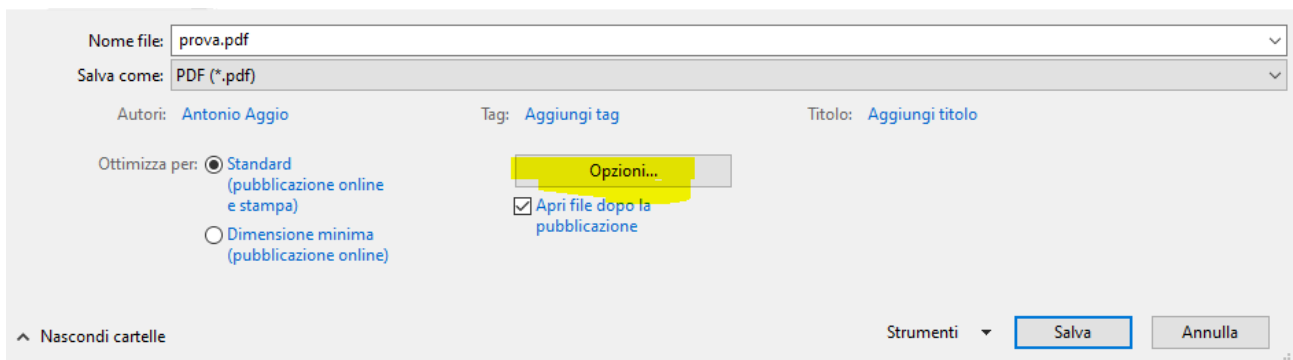 Nome file: prova.pdf
Salva come: PDF (*.pdf)
Autori: Antonio Aggio Tag: Aggiungi tag Titolo: Aggiungi titolo
Ottimizza per: Standard
(pubblicazione online
e stampa)
Dimensione minima
(pubblicazione online)
Opzioni...
Apri file dopo la
pubblicazione
Nascondi cartelle Strumenti Salva Annulla